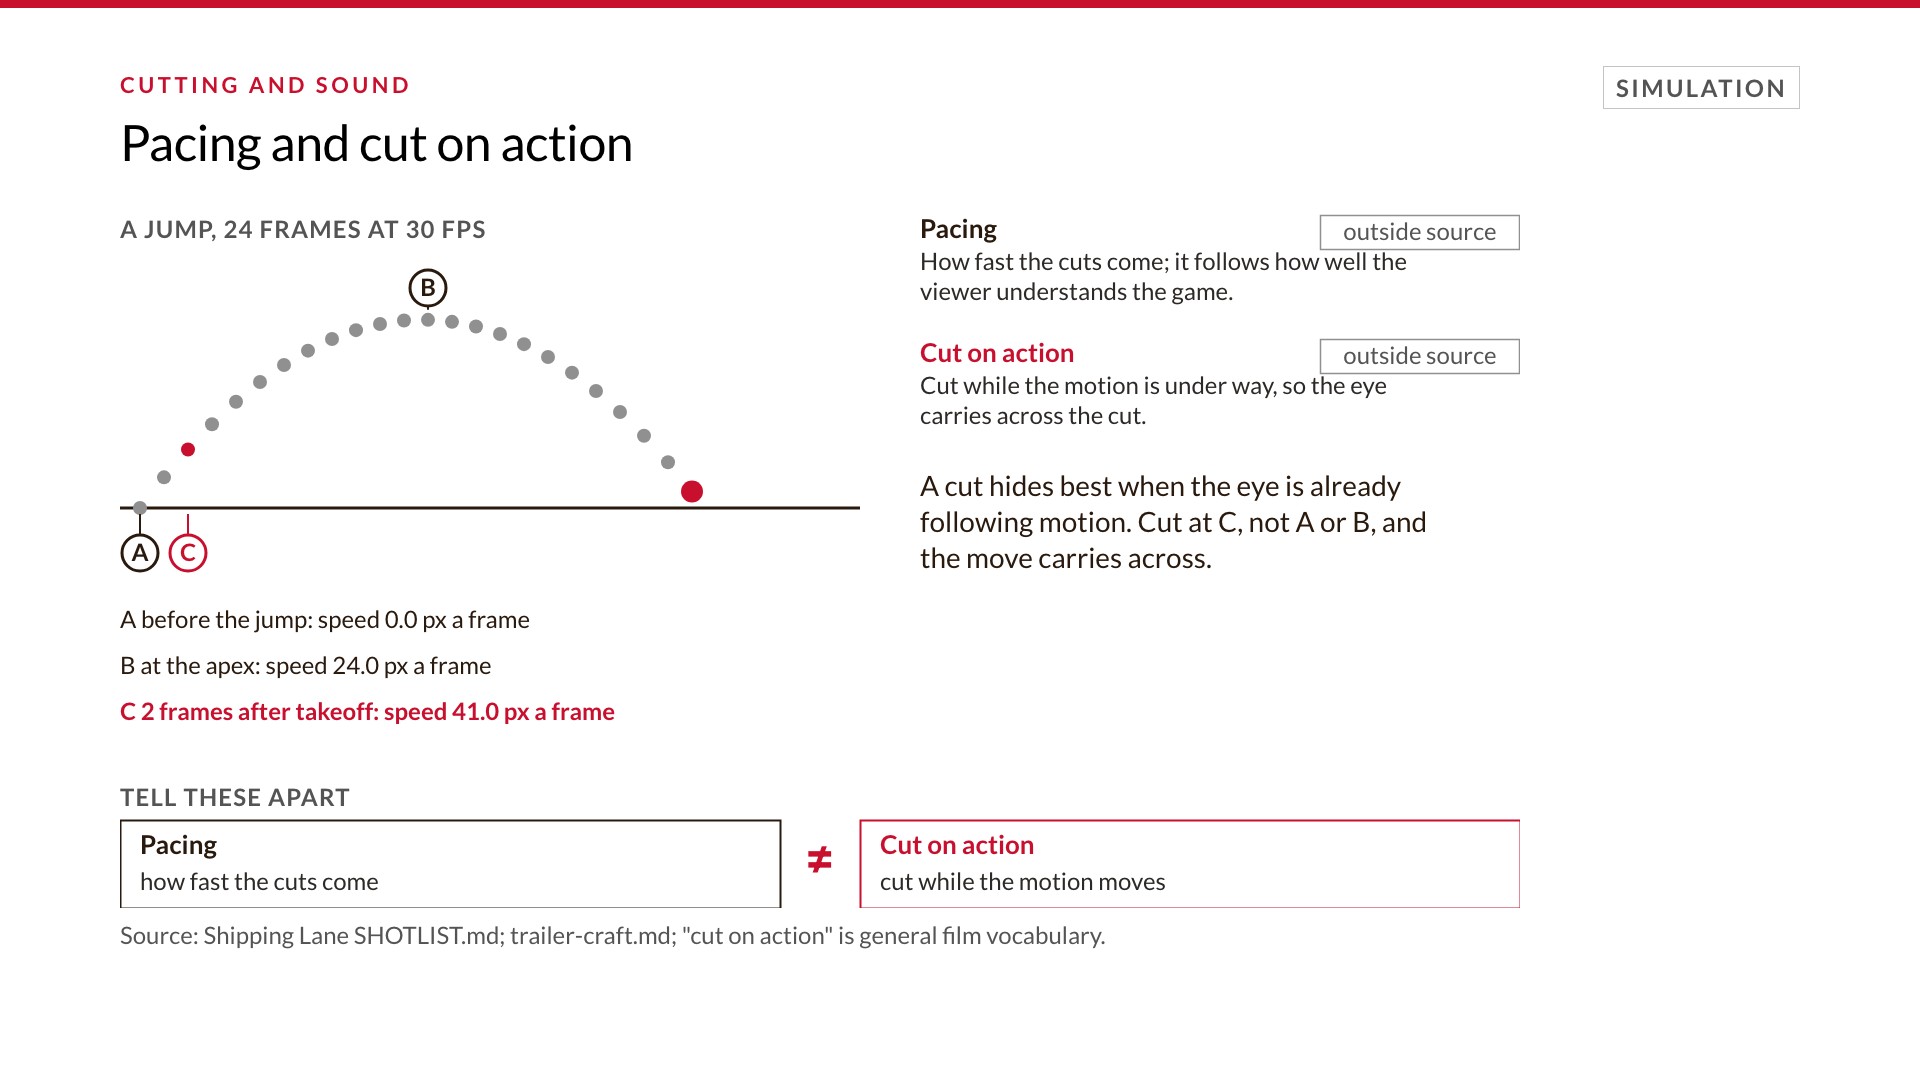 CUTTING AND SOUND
SIMULATION
Pacing and cut on action
A JUMP, 24 FRAMES AT 30 FPS
B
A
C
A before the jump: speed 0.0 px a frame
B at the apex: speed 24.0 px a frame
C 2 frames after takeoff: speed 41.0 px a frame
Pacing
outside source
How fast the cuts come; it follows how well the
viewer understands the game.
Cut on action
outside source
Cut while the motion is under way, so the eye
carries across the cut.
A cut hides best when the eye is already
following motion. Cut at C, not A or B, and
the move carries across.
TELL THESE APART
Pacing
how fast the cuts come
≠
Cut on action
cut while the motion moves
Source: Shipping Lane SHOTLIST.md; trailer-craft.md; "cut on action" is general film vocabulary.